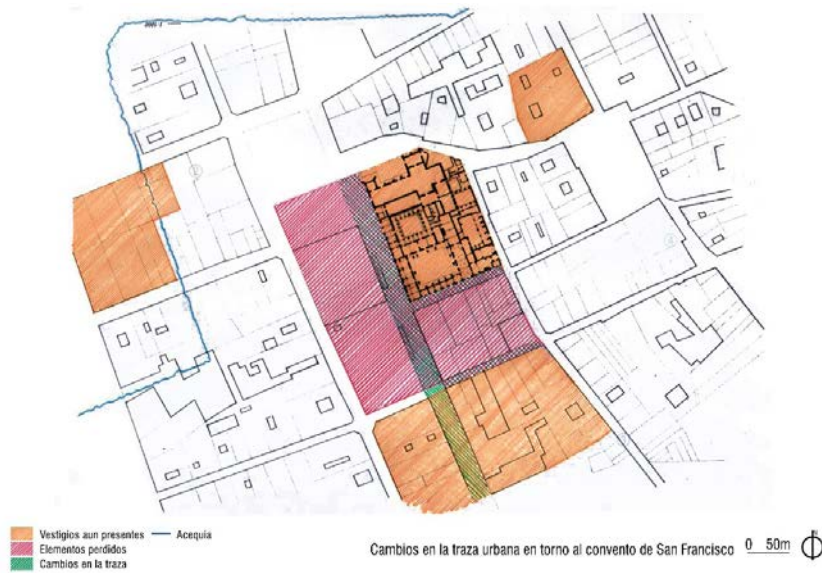 Vestigios aun presentes
Acequia
Elementos perdidos
Cambios en la traza
Cambios en la traza urbana en torno al convento de San Francisco
0 50m
N